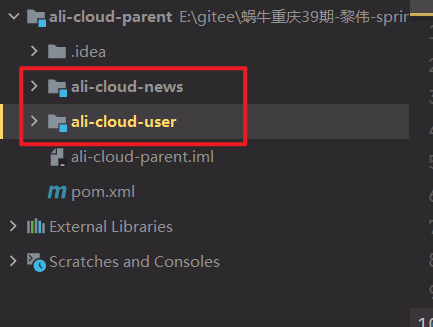 ali-cloud-parent E:\gitee\蜗牛重庆39期-黎伟-sprin
.idea
ali-cloud-news
ali-cloud-user
ali-cloud-parent.iml
pom.xml
External Libraries
Scratches and Consoles